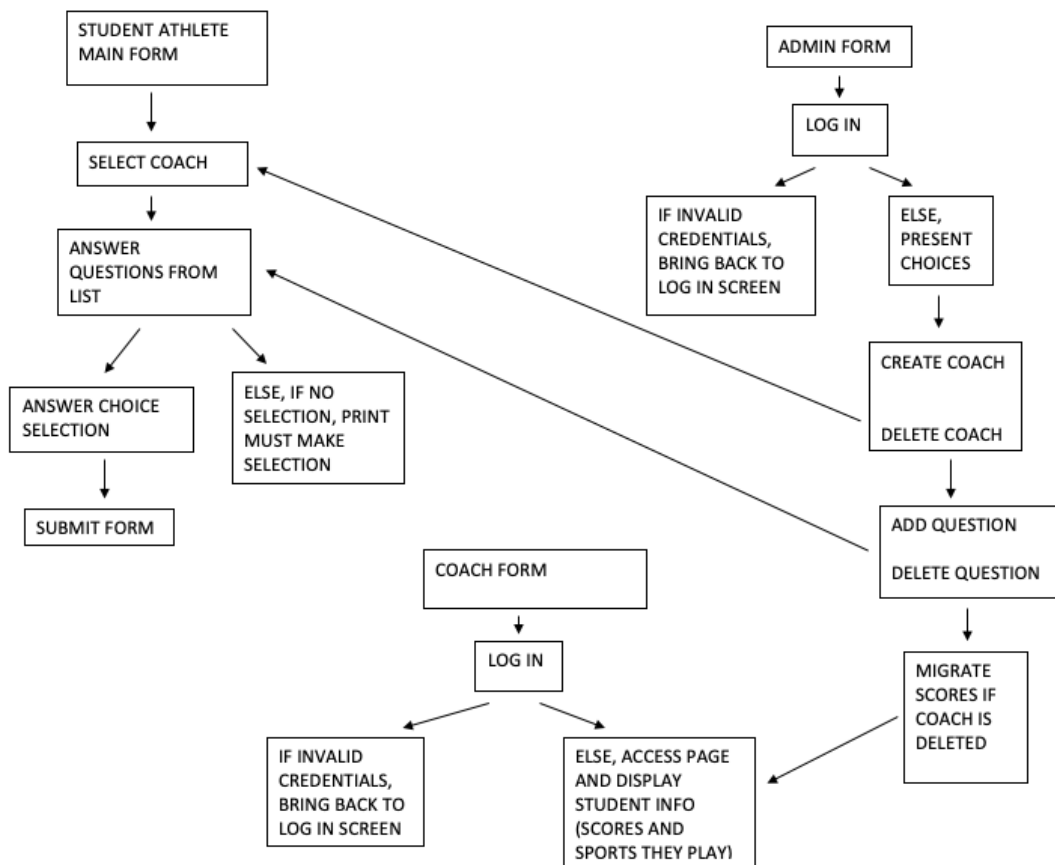 STUDENT ATHLETE
MAIN FORM
SELECT COACH
ANSWER
QUESTIONS FROM
LIST
ANSWER CHOICE
SELECTION
ELSE, IF NO
SELECTION, PRINT
MUST MAKE
SELECTION
SUBMIT FORM
ADMIN FORM
LOG IN
IF INVALID
CREDENTIALS,
BRING BACK TO
LOG IN SCREEN
ELSE,
PRESENT
CHOICES
CREATE COACH
DELETE COACH
ADD QUESTION
DELETE QUESTION
MIGRATE
SCORES IF
COACH IS
DELETED
COACH FORM
LOG IN
IF INVALID
CREDENTIALS,
BRING BACK TO
LOG IN SCREEN
ELSE, ACCESS PAGE
AND DISPLAY
STUDENT INFO
(SCORES AND
SPORTS THEY PLAY)